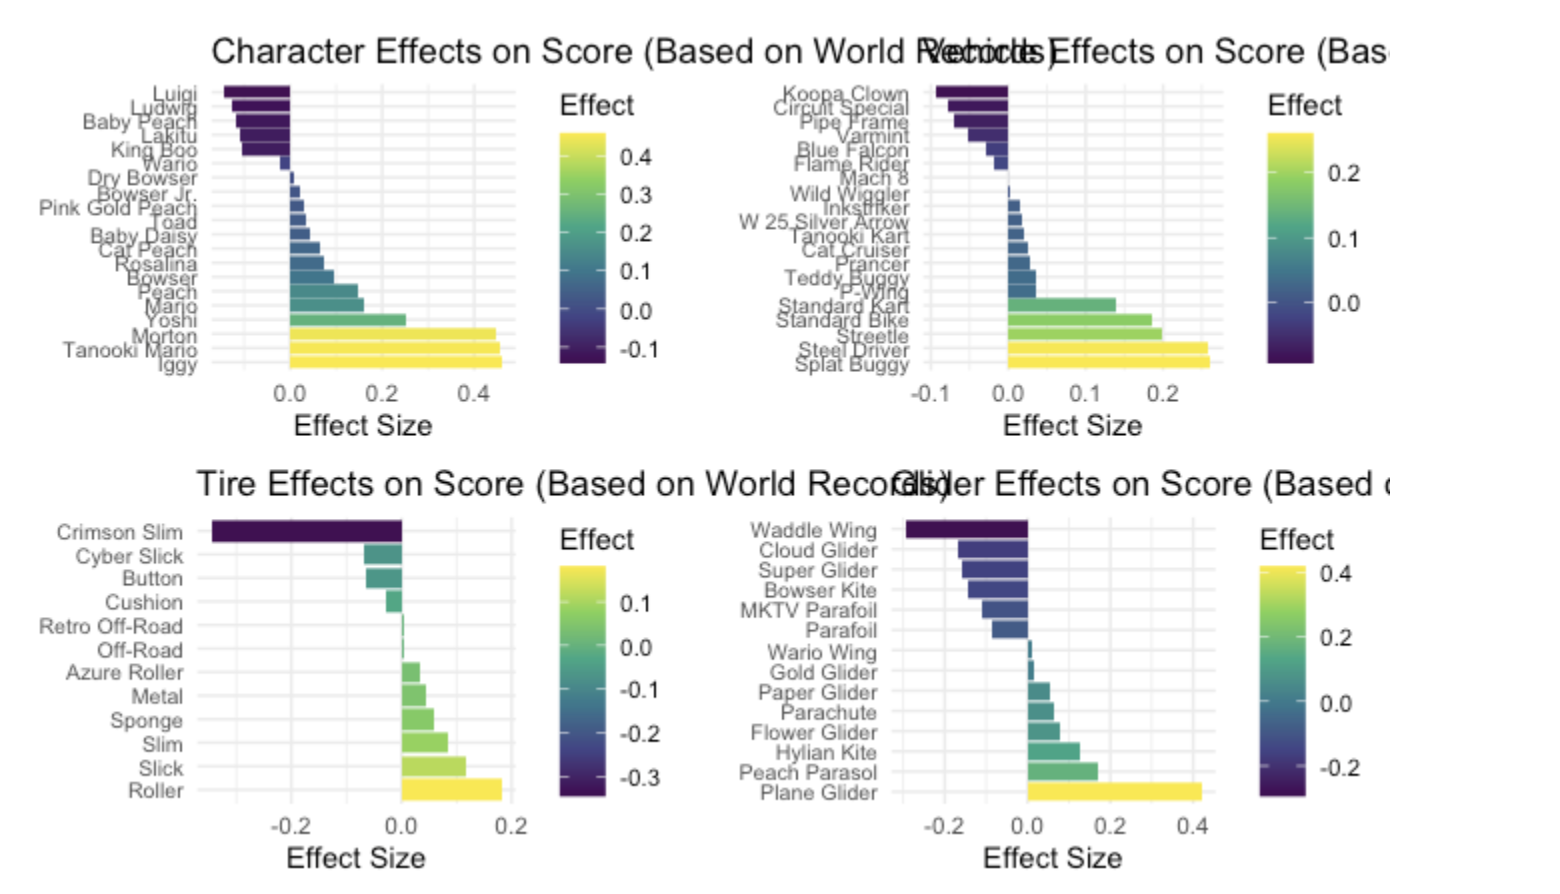 Character Effects on Score (Based on World Records)
Vehicle Effects on Score (Bas
Luigi
Ludwig
Baby Peach
Lakitu
King Boo
Wario
Dry Bowser
Bowser Jr.
Pink Gold Peach
Toad
Baby Daisy
Cat Peach
Rosalina
Bowser
Peach
Mario
Yoshi
Morton
Tanooki Mario
Iggy
0.0 0.2 0.4
Effect Size
Effect
0.4
0.3
0.2
0.1
0.0
-0.1
Koopa Clown
Circuit Special
Pipe Frame
Varmint
Blue Falcon
Flame Rider
Mach 8
Wild Wiggler
Inkstriker
W 25 Silver Arrow
Tanooki Kart
Cat Cruiser
Prancer
Teddy Buggy
P-Wing
Standard Kart
Standard Bike
Streetle
Steel Driver
Splat Buggy
-0.1 0.0 0.1 0.2
Effect Size
Effect
0.2
0.1
0.0
Tire Effects on Score (Based on World Records)
Glider Effects on Score (Based o
Crimson Slim
Cyber Slick
Button
Cushion
Retro Off-Road
Off-Road
Azure Roller
Metal
Sponge
Slim
Slick
Roller
-0.2 0.0 0.2
Effect Size
Effect
0.1
0.0
-0.1
-0.2
-0.3
Waddle Wing
Cloud Glider
Super Glider
Bowser Kite
MKTV Parafoil
Parafoil
Wario Wing
Gold Glider
Paper Glider
Parachute
Flower Glider
Hylian Kite
Peach Parasol
Plane Glider
-0.2 0.0 0.2 0.4
Effect Size
Effect
0.4
0.2
0.0
-0.2